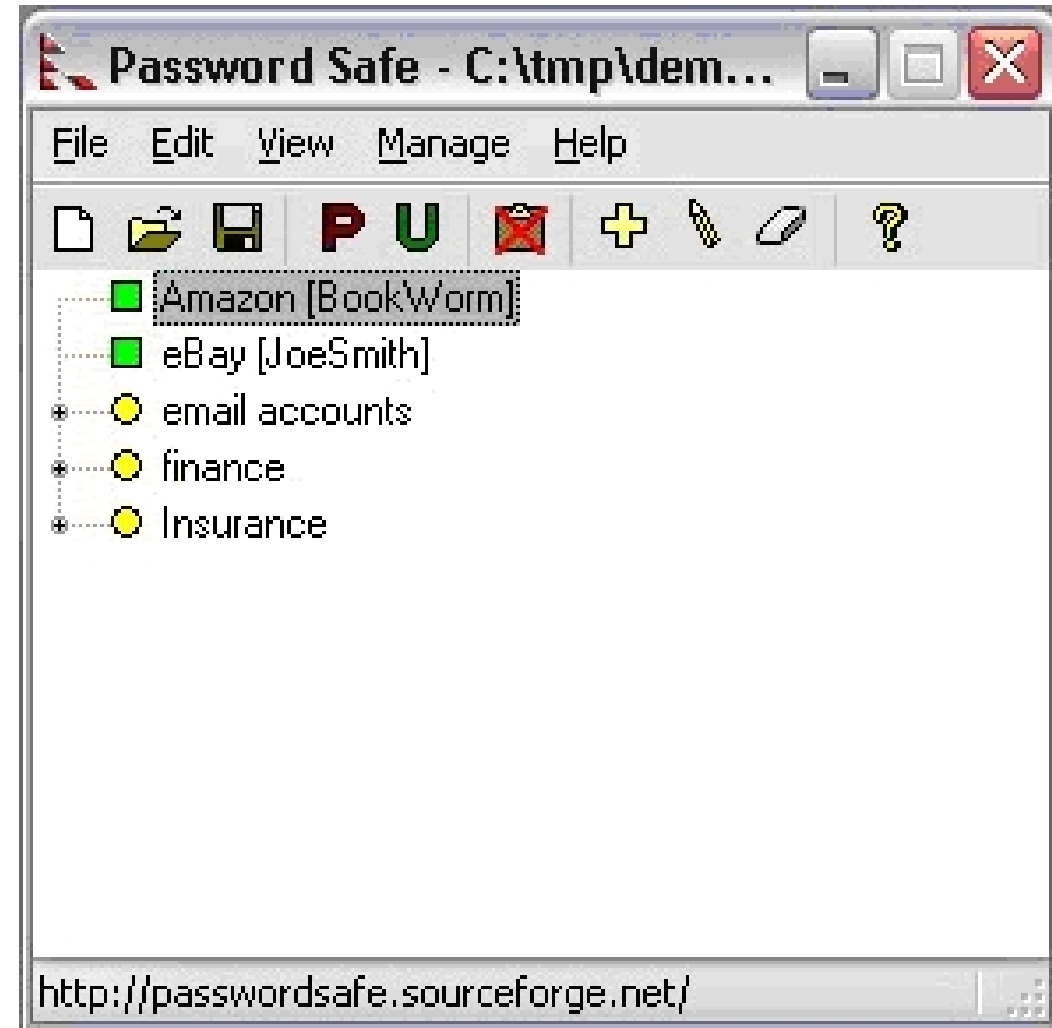 Password Safe - C:\tmp\dem...
File Edit View Manage Help
P U ?
Amazon [BookWorm]
eBay [JoeSmith]
email accounts
finance
Insurance
http://passwordsafe.sourceforge.net/